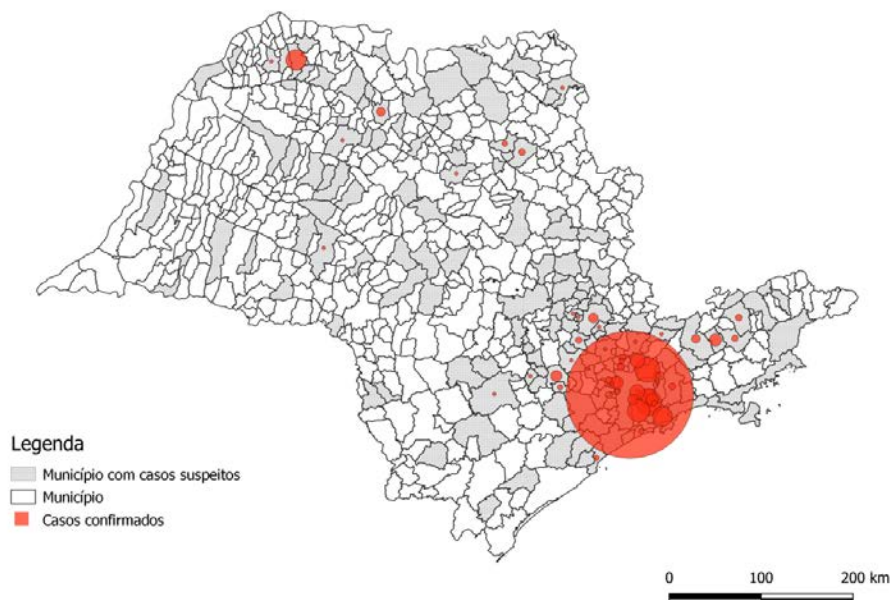 Legenda
Município com casos suspeitos
Município
Casos confirmados
0 100 200 km